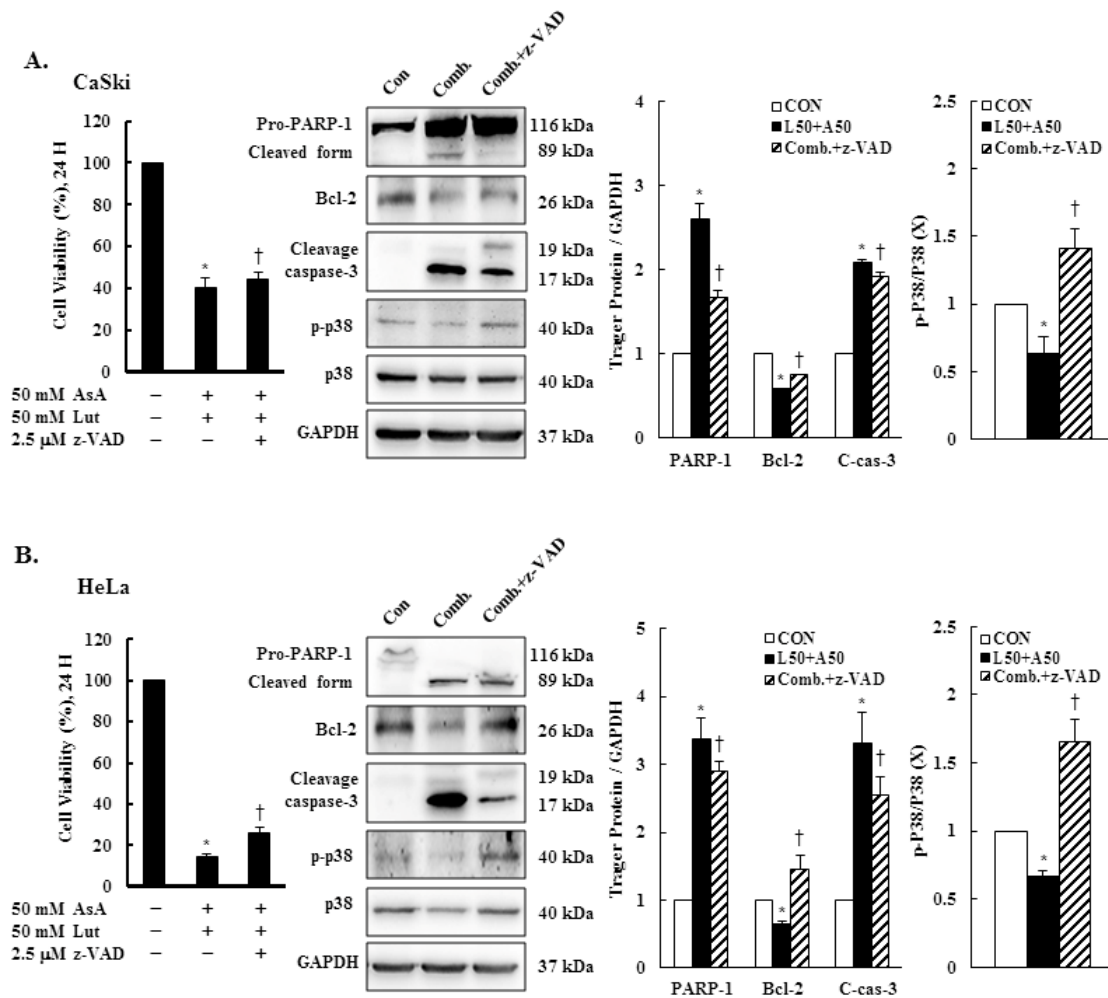 A.
CaSki
Cell Viability (%), 24 H
120
100
80
60
40
20
0
*
†
50 mM AsA – + +
50 mM Lut – + +
2.5 μM z-VAD – – +
Con Comb. Comb.+z-VAD
Pro-PARP-1 116 kDa
Cleaved form 89 kDa
Bcl-2 26 kDa
Cleavage 19 kDa
caspase-3 17 kDa
p-p38 40 kDa
p38 40 kDa
GAPDH 37 kDa
Trager Protein / GAPDH
4
3
2
1
0
CON
L50+A50
Comb.+z-VAD
* † * † * †
PARP-1 Bcl-2 C-cas-3
p-P38/P38 (X)
2.5
2
1.5
1
0.5
0
CON
L50+A50
Comb.+z-VAD
* †
B.
HeLa
Cell Viability (%), 24 H
120
100
80
60
40
20
0
*
†
50 mM AsA – + +
50 mM Lut – + +
2.5 μM z-VAD – – +
Con Comb. Comb.+z-VAD
Pro-PARP-1 116 kDa
Cleaved form 89 kDa
Bcl-2 26 kDa
Cleavage 19 kDa
caspase-3 17 kDa
p-p38 40 kDa
p38 40 kDa
GAPDH 37 kDa
Trager Protein / GAPDH
5
4
3
2
1
0
CON
L50+A50
Comb.+z-VAD
* † * † * †
PARP-1 Bcl-2 C-cas-3
p-P38/P38 (X)
2.5
2
1.5
1
0.5
0
CON
L50+A50
Comb.+z-VAD
* †